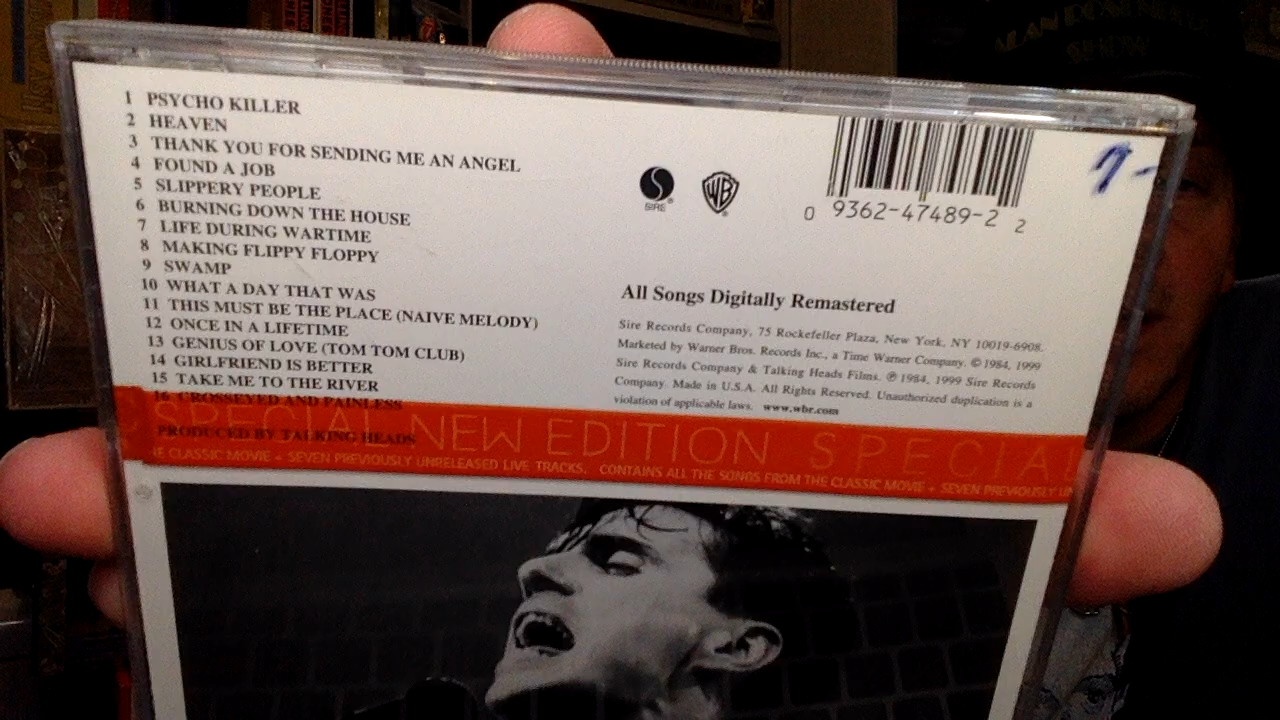 1 PSYCHO KILLER
2 HEAVEN
3 THANK YOU FOR SENDING ME AN ANGEL
4 FOUND A JOB
5 SLIPPERY PEOPLE
6 BURNING DOWN THE HOUSE
7 LIFE DURING WARTIME
8 MAKING FLIPPY FLOPPY
9 SWAMP
10 WHAT A DAY THAT WAS
11 THIS MUST BE THE PLACE (NAIVE MELODY)
12 ONCE IN A LIFETIME
13 GENIUS OF LOVE (TOM TOM CLUB)
14 GIRLFRIEND IS BETTER
15 TAKE ME TO THE RIVER
16 CROSSEYED AND PAINLESS
PRODUCED BY TALKING HEADS
SIRE ®
WB ®
0 9362-47489-2 2
7-
All Songs Digitally Remastered
Sire Records Company, 75 Rockefeller Plaza, New York, NY 10019-6908.
Marketed by Warner Bros. Records Inc., a Time Warner Company. © 1984, 1999
Sire Records Company & Talking Heads Films. ℗ 1984, 1999 Sire Records
Company. Made in U.S.A. All Rights Reserved. Unauthorized duplication is a
violation of applicable laws. www.wbr.com
SPECIAL NEW EDITION SPECIAL
E CLASSIC MOVIE + SEVEN PREVIOUSLY UNRELEASED LIVE TRACKS. CONTAINS ALL THE SONGS FROM THE CLASSIC MOVIE + SEVEN PREVIOUSLY UN